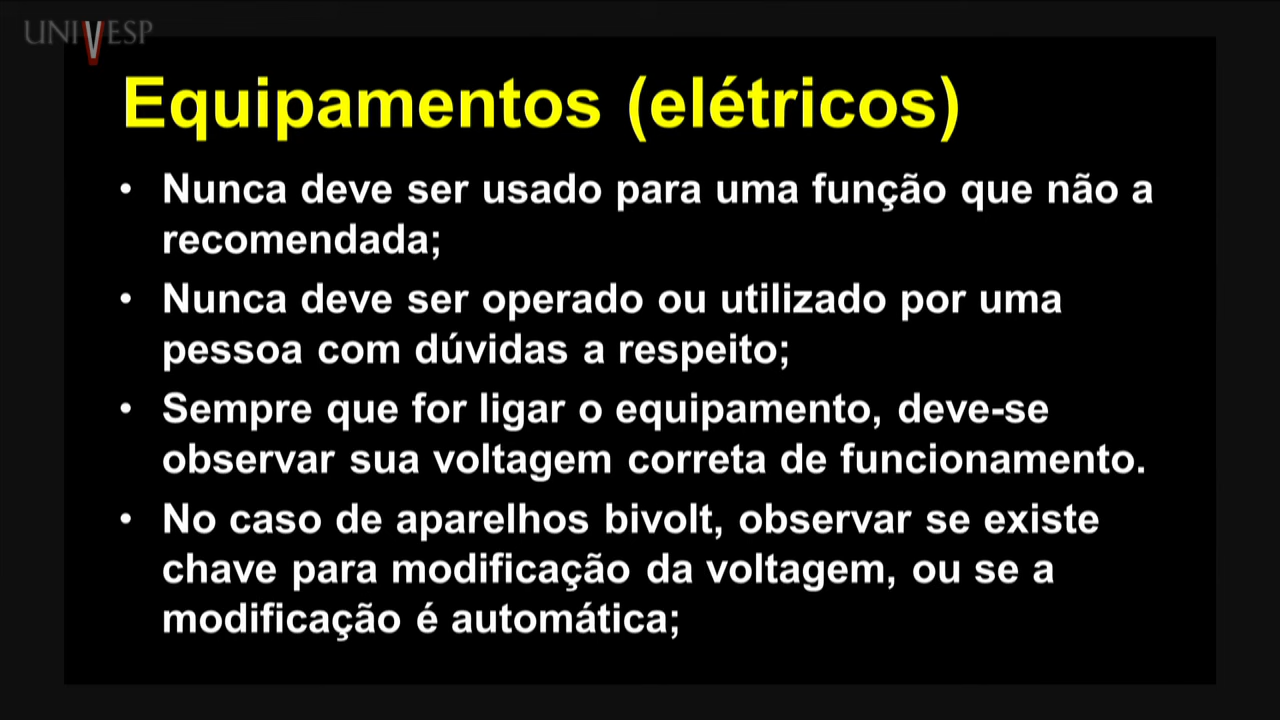 UNIVESP
Equipamentos (elétricos)
• Nunca deve ser usado para uma função que não a
recomendada;
• Nunca deve ser operado ou utilizado por uma
pessoa com dúvidas a respeito;
• Sempre que for ligar o equipamento, deve-se
observar sua voltagem correta de funcionamento.
• No caso de aparelhos bivolt, observar se existe
chave para modificação da voltagem, ou se a
modificação é automática;